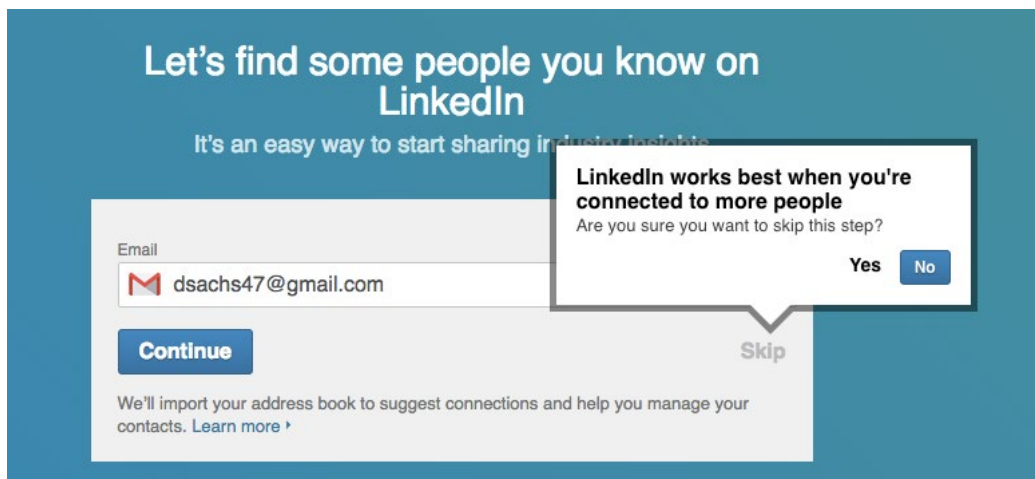 Let's find some people you know on
LinkedIn
It's an easy way to start sharing industry insights
LinkedIn works best when you're
connected to more people
Are you sure you want to skip this step?
Yes No
Email
dsachs47@gmail.com
Continue
Skip
We'll import your address book to suggest connections and help you manage your
contacts. Learn more